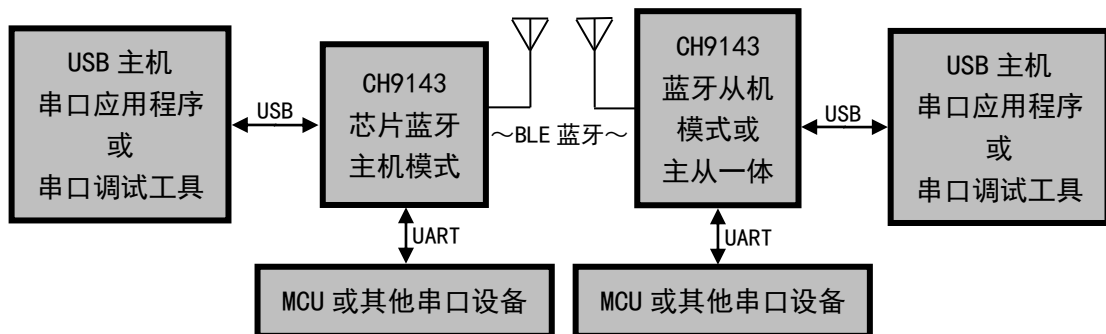 USB 主机
串口应用程序
或
串口调试工具
USB
CH9143
芯片蓝牙
主机模式
～BLE 蓝牙～
CH9143
蓝牙从机
模式或
主从一体
USB
USB 主机
串口应用程序
或
串口调试工具
UART
UART
MCU 或其他串口设备
MCU 或其他串口设备